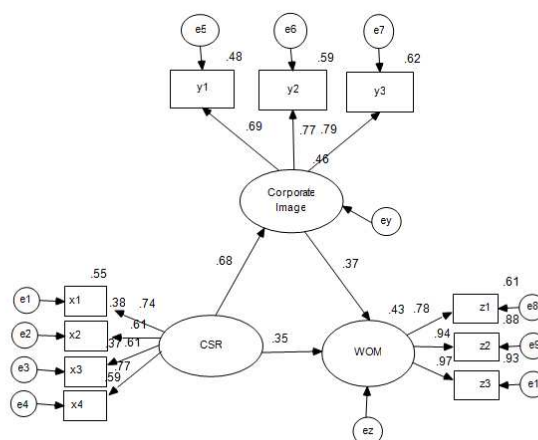 e5
e6
e7
.48
.59
.62
y1
y2
y3
.69
.77
.79
.46
Corporate
Image
ey
.68
.37
.55
e1
x1
.38
.74
.61
e8
z1
.43
.78
.88
e2
x2
.61
CSR
.35
WOM
.94
z2
e9
.37
.61
.93
e3
x3
.77
.97
z3
e1
.59
e4
x4
ez